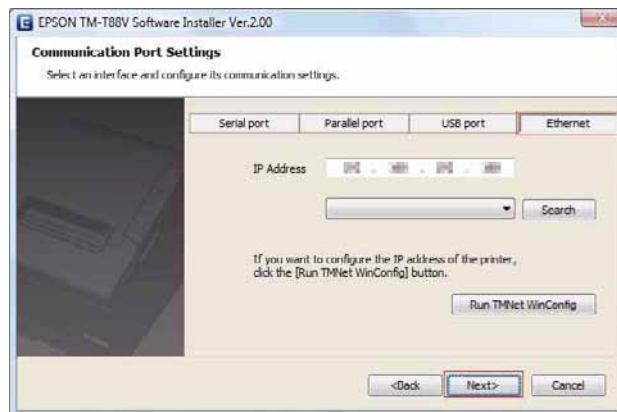 EPSON TM-T88V Software Installer Ver.2.00
Communication Port Settings
Select an interface and configure its communication settings.
Serial port
Parallel port
USB port
Ethernet
IP Address
Search
If you want to configure the IP address of the printer,
click the [Run TMNet WinConfig] button.
Run TMNet WinConfig
<Back
Next>
Cancel